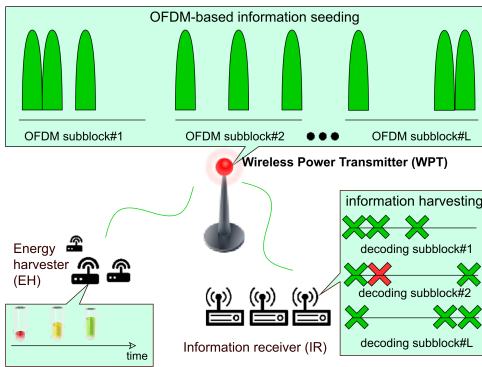 OFDM-based information seeding
OFDM subblock#1
OFDM subblock#2
OFDM subblock#L
Wireless Power Transmitter (WPT)
information harvesting
decoding subblock#1
decoding subblock#2
decoding subblock#L
Energy
harvester
(EH)
time
Information receiver (IR)